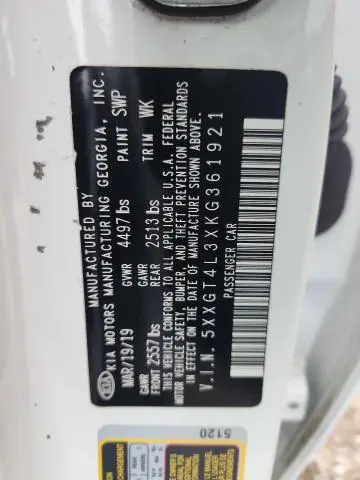 MANUFACTURED BY
KIA MOTORS MANUFACTURING GEORGIA, INC.
KIA
MAR/19/19
GVWR 4497 lbs
PAINT SWP
GAWR FRONT 2557 lbs
GAWR REAR 2513 lbs
TRIM WK
THIS VEHICLE CONFORMS TO ALL APPLICABLE U.S.A. FEDERAL
MOTOR VEHICLE SAFETY, BUMPER, AND THEFT PREVENTION STANDARDS
IN EFFECT ON THE DATE OF MANUFACTURE SHOWN ABOVE.
V.I.N. 5XXGT4L3XKG361921
PASSENGER CAR
5120